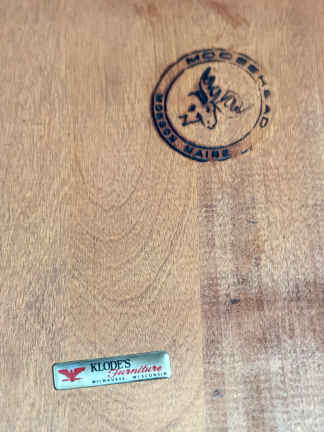 MOOSEHEAD
MONSON MAINE
KLODE'S
Furniture
MILWAUKEE, WISCONSIN